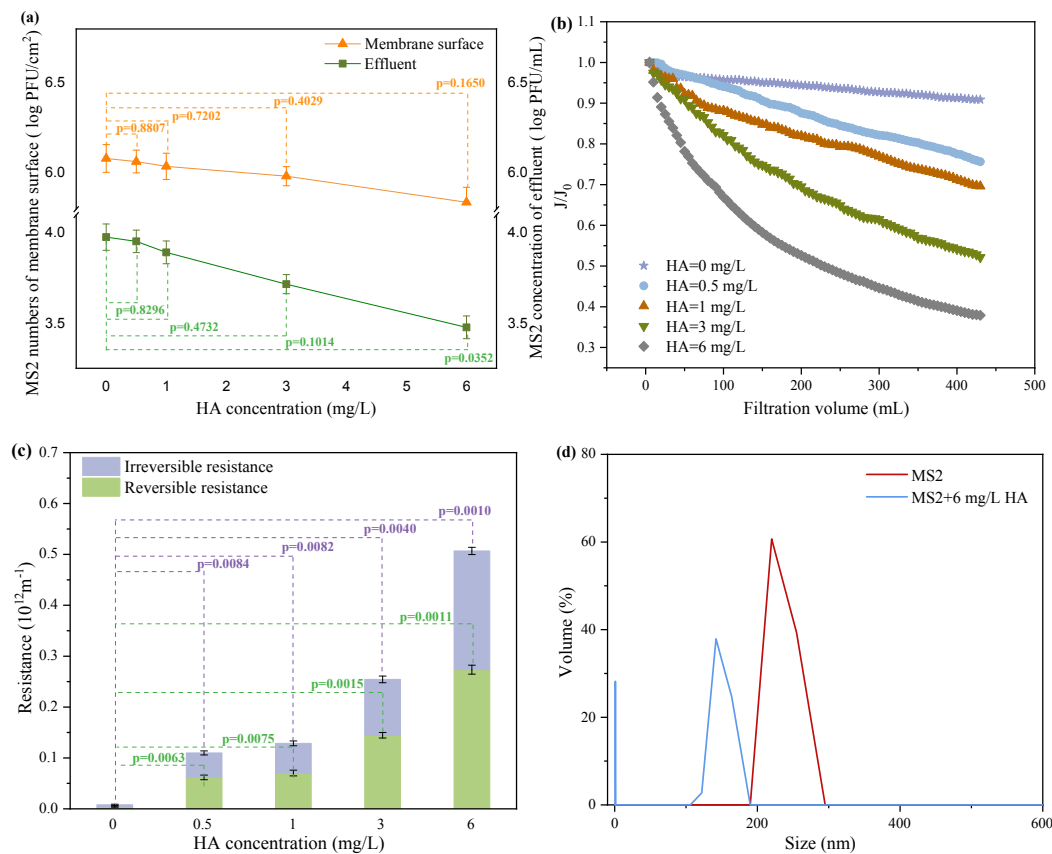 (a)
MS2 numbers of membrane surface ( log PFU/cm²)
6.5
6.0
4.0
3.5
Membrane surface
Effluent
p=0.1650
p=0.4029
p=0.7202
p=0.8807
p=0.8296
p=0.4732
p=0.1014
p=0.0352
6.5
6.0
4.0
3.5
MS2 concentration of effluent ( log PFU/mL)
0 1 2 3 4 5 6
HA concentration (mg/L)
(b)
J/J₀
1.0
0.9
0.8
0.7
0.6
0.5
0.4
0.3
HA=0 mg/L
HA=0.5 mg/L
HA=1 mg/L
HA=3 mg/L
HA=6 mg/L
0 100 200 300 400 500
Filtration volume (mL)
(c)
Resistance (10¹²m⁻¹)
0.7
0.6
0.5
0.4
0.3
0.2
0.1
0.0
Irreversible resistance
Reversible resistance
p=0.0010
p=0.0040
p=0.0082
p=0.0084
p=0.0011
p=0.0015
p=0.0075
p=0.0063
0 0.5 1 3 6
HA concentration (mg/L)
(d)
Volume (%)
80
60
40
20
0
MS2
MS2+6 mg/L HA
0 200 400 600
Size (nm)